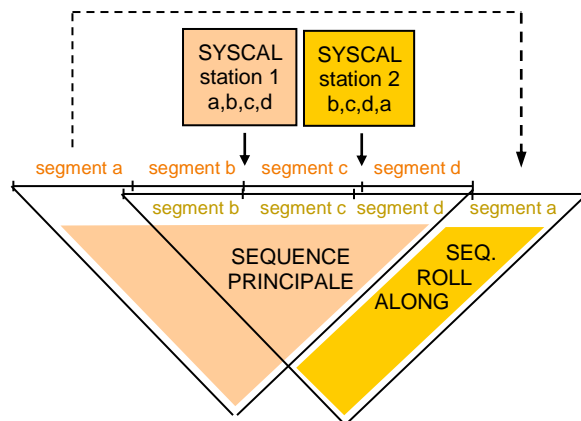 SYSCAL
station 1
a,b,c,d
SYSCAL
station 2
b,c,d,a
segment a segment b segment c segment d
segment b segment c segment d segment a
SEQUENCE
PRINCIPALE
SEQ.
ROLL
ALONG